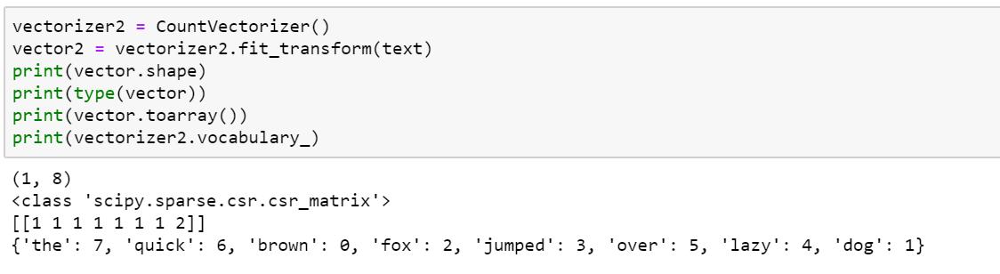 vectorizer2 = CountVectorizer()
vector2 = vectorizer2.fit_transform(text)
print(vector.shape)
print(type(vector))
print(vector.toarray())
print(vectorizer2.vocabulary_)
(1, 8)
<class 'scipy.sparse.csr.csr_matrix'>
[[1 1 1 1 1 1 1 2]]
{'the': 7, 'quick': 6, 'brown': 0, 'fox': 2, 'jumped': 3, 'over': 5, 'lazy': 4, 'dog': 1}